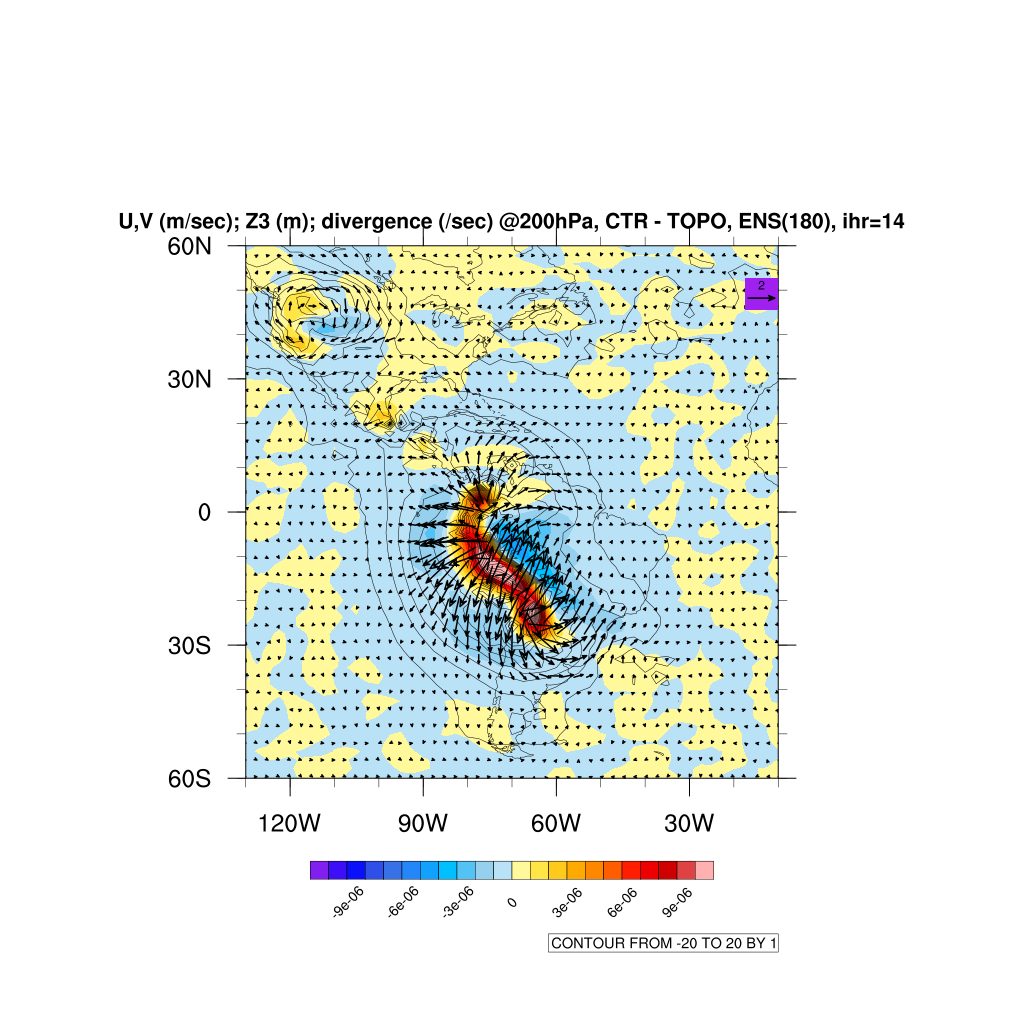 U,V (m/sec); Z3 (m); divergence (/sec) @200hPa, CTR - TOPO, ENS(180), ihr=14
60N
2
30N
0
30S
60S
120W 90W 60W 30W
-9e-06 -6e-06 -3e-06 0 3e-06 6e-06 9e-06
CONTOUR FROM -20 TO 20 BY 1